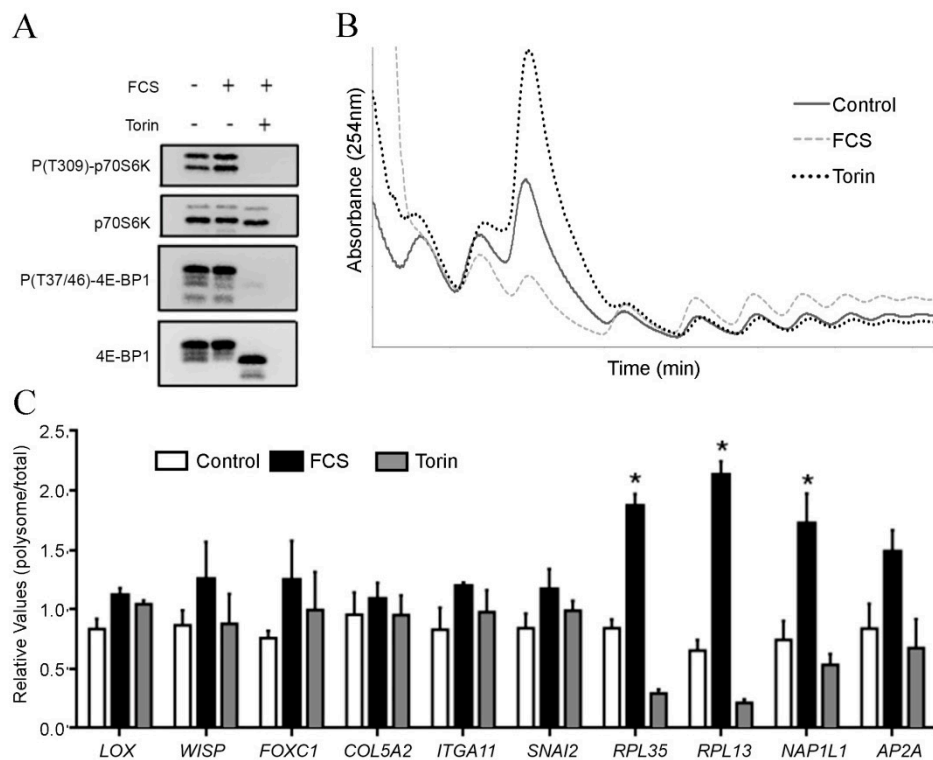 A
FCS - + +
Torin - - +
P(T309)-p70S6K
p70S6K
P(T37/46)-4E-BP1
4E-BP1
B
Absorbance (254nm)
Control
FCS
Torin
Time (min)
C
Relative Values (polysome/total)
2.5
2.0
1.5
1.0
0.5
0.0
Control FCS Torin
* * *
LOX WISP FOXC1 COL5A2 ITGA11 SNAI2 RPL35 RPL13 NAP1L1 AP2A